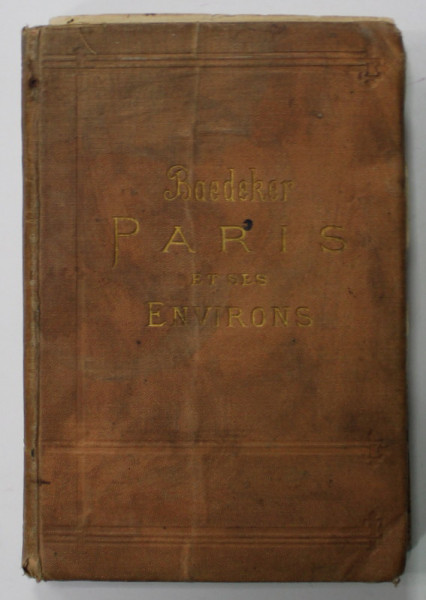 Baedeker
PARIS
ET SES
ENVIRONS